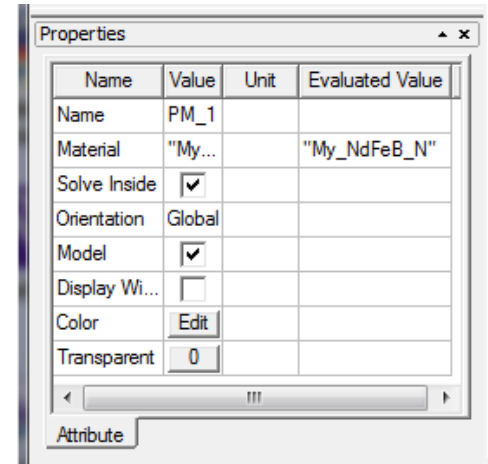 Properties
Name Value Unit Evaluated Value
Name PM_1
Material "My... "My_NdFeB_N"
Solve Inside
Orientation Global
Model
Display Wi...
Color Edit
Transparent 0
Attribute